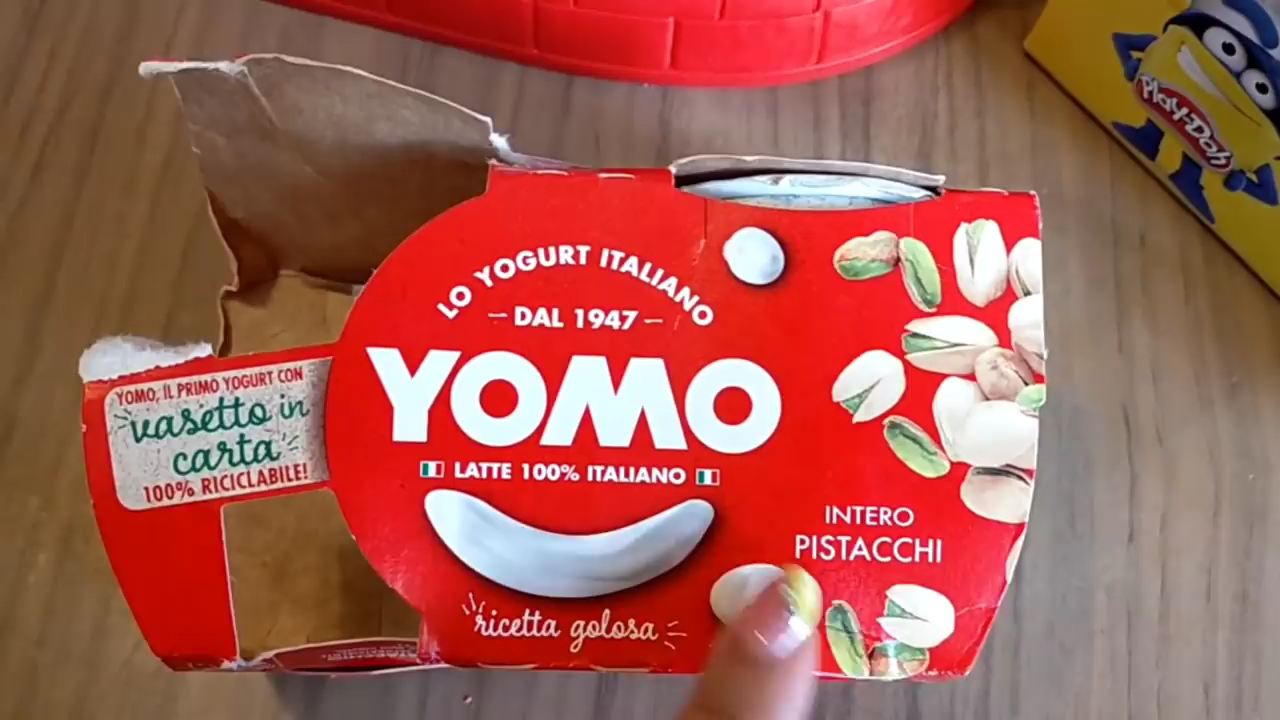 LO YOGURT ITALIANO
DAL 1947
YOMO
LATTE 100% ITALIANO
ricetta golosa
INTERO
PISTACCHI
YOMO, IL PRIMO YOGURT CON
vasetto in
carta
100% RICICLABILE!
Play-Doh